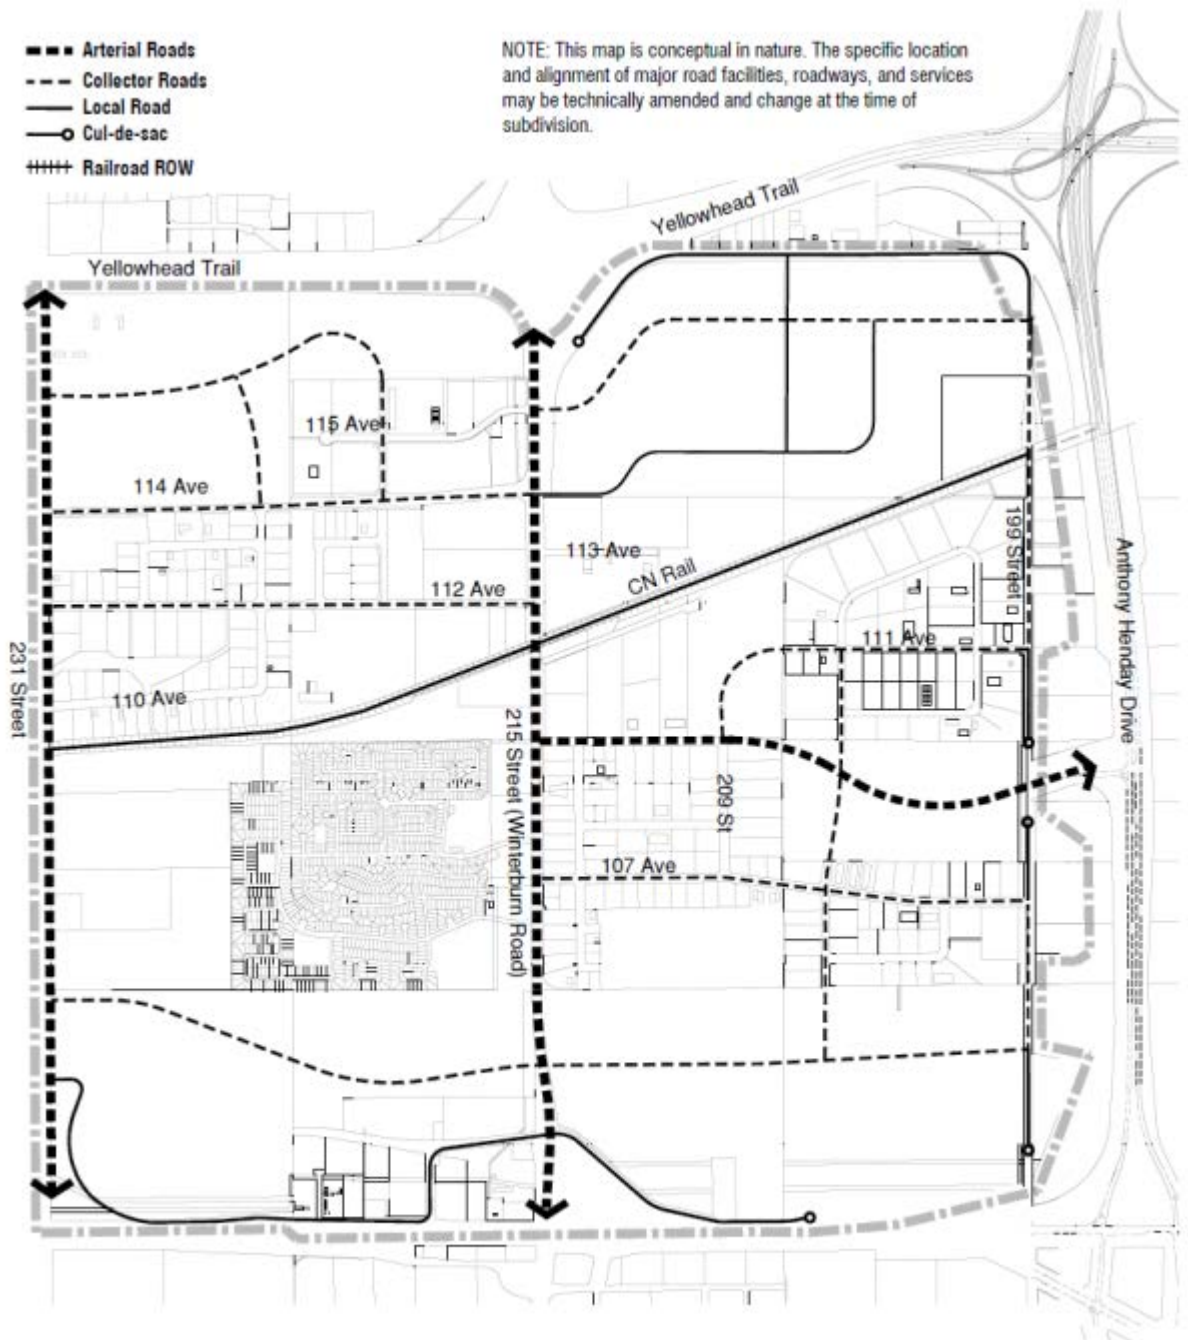 Arterial Roads
Collector Roads
Local Road
Cul-de-sac
Railroad ROW
NOTE: This map is conceptual in nature. The specific location
and alignment of major road facilities, roadways, and services
may be technically amended and change at the time of
subdivision.
Yellowhead Trail
Yellowhead Trail
115 Ave
114 Ave
113 Ave
199 Street
CN Rail
112 Ave
111 Ave
Anthony Henday Drive
231 Street
110 Ave
215 Street (Winterburn Road)
209 St
107 Ave